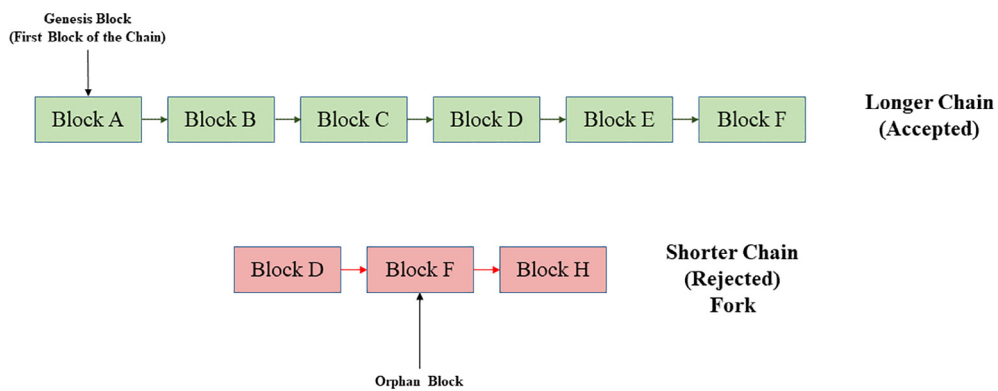 Genesis Block
(First Block of the Chain)
Block A
Block B
Block C
Block D
Block E
Block F
Longer Chain
(Accepted)
Block D
Block F
Block H
Shorter Chain
(Rejected)
Fork
Orphan Block